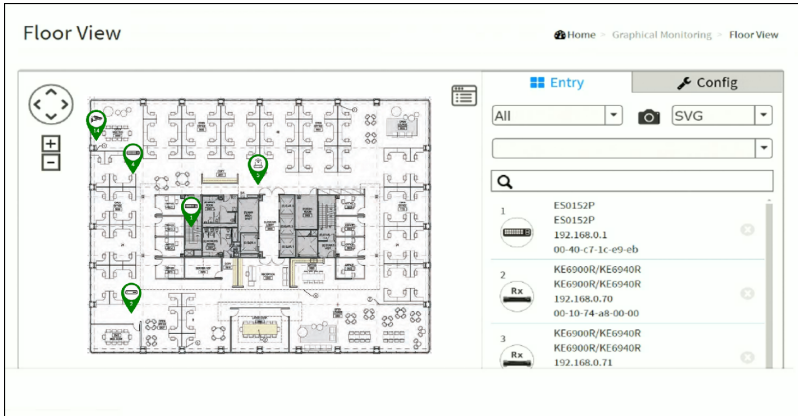 Floor View
Home
Graphical Monitoring
Floor View
Entry
Config
All
SVG
1
ES0152P
ES0152P
192.168.0.1
00-40-c7-1c-e9-eb
2
Rx
KE6900R/KE6940R
KE6900R/KE6940R
192.168.0.70
00-10-74-a8-00-00
3
Rx
KE6900R/KE6940R
KE6900R/KE6940R
192.168.0.71